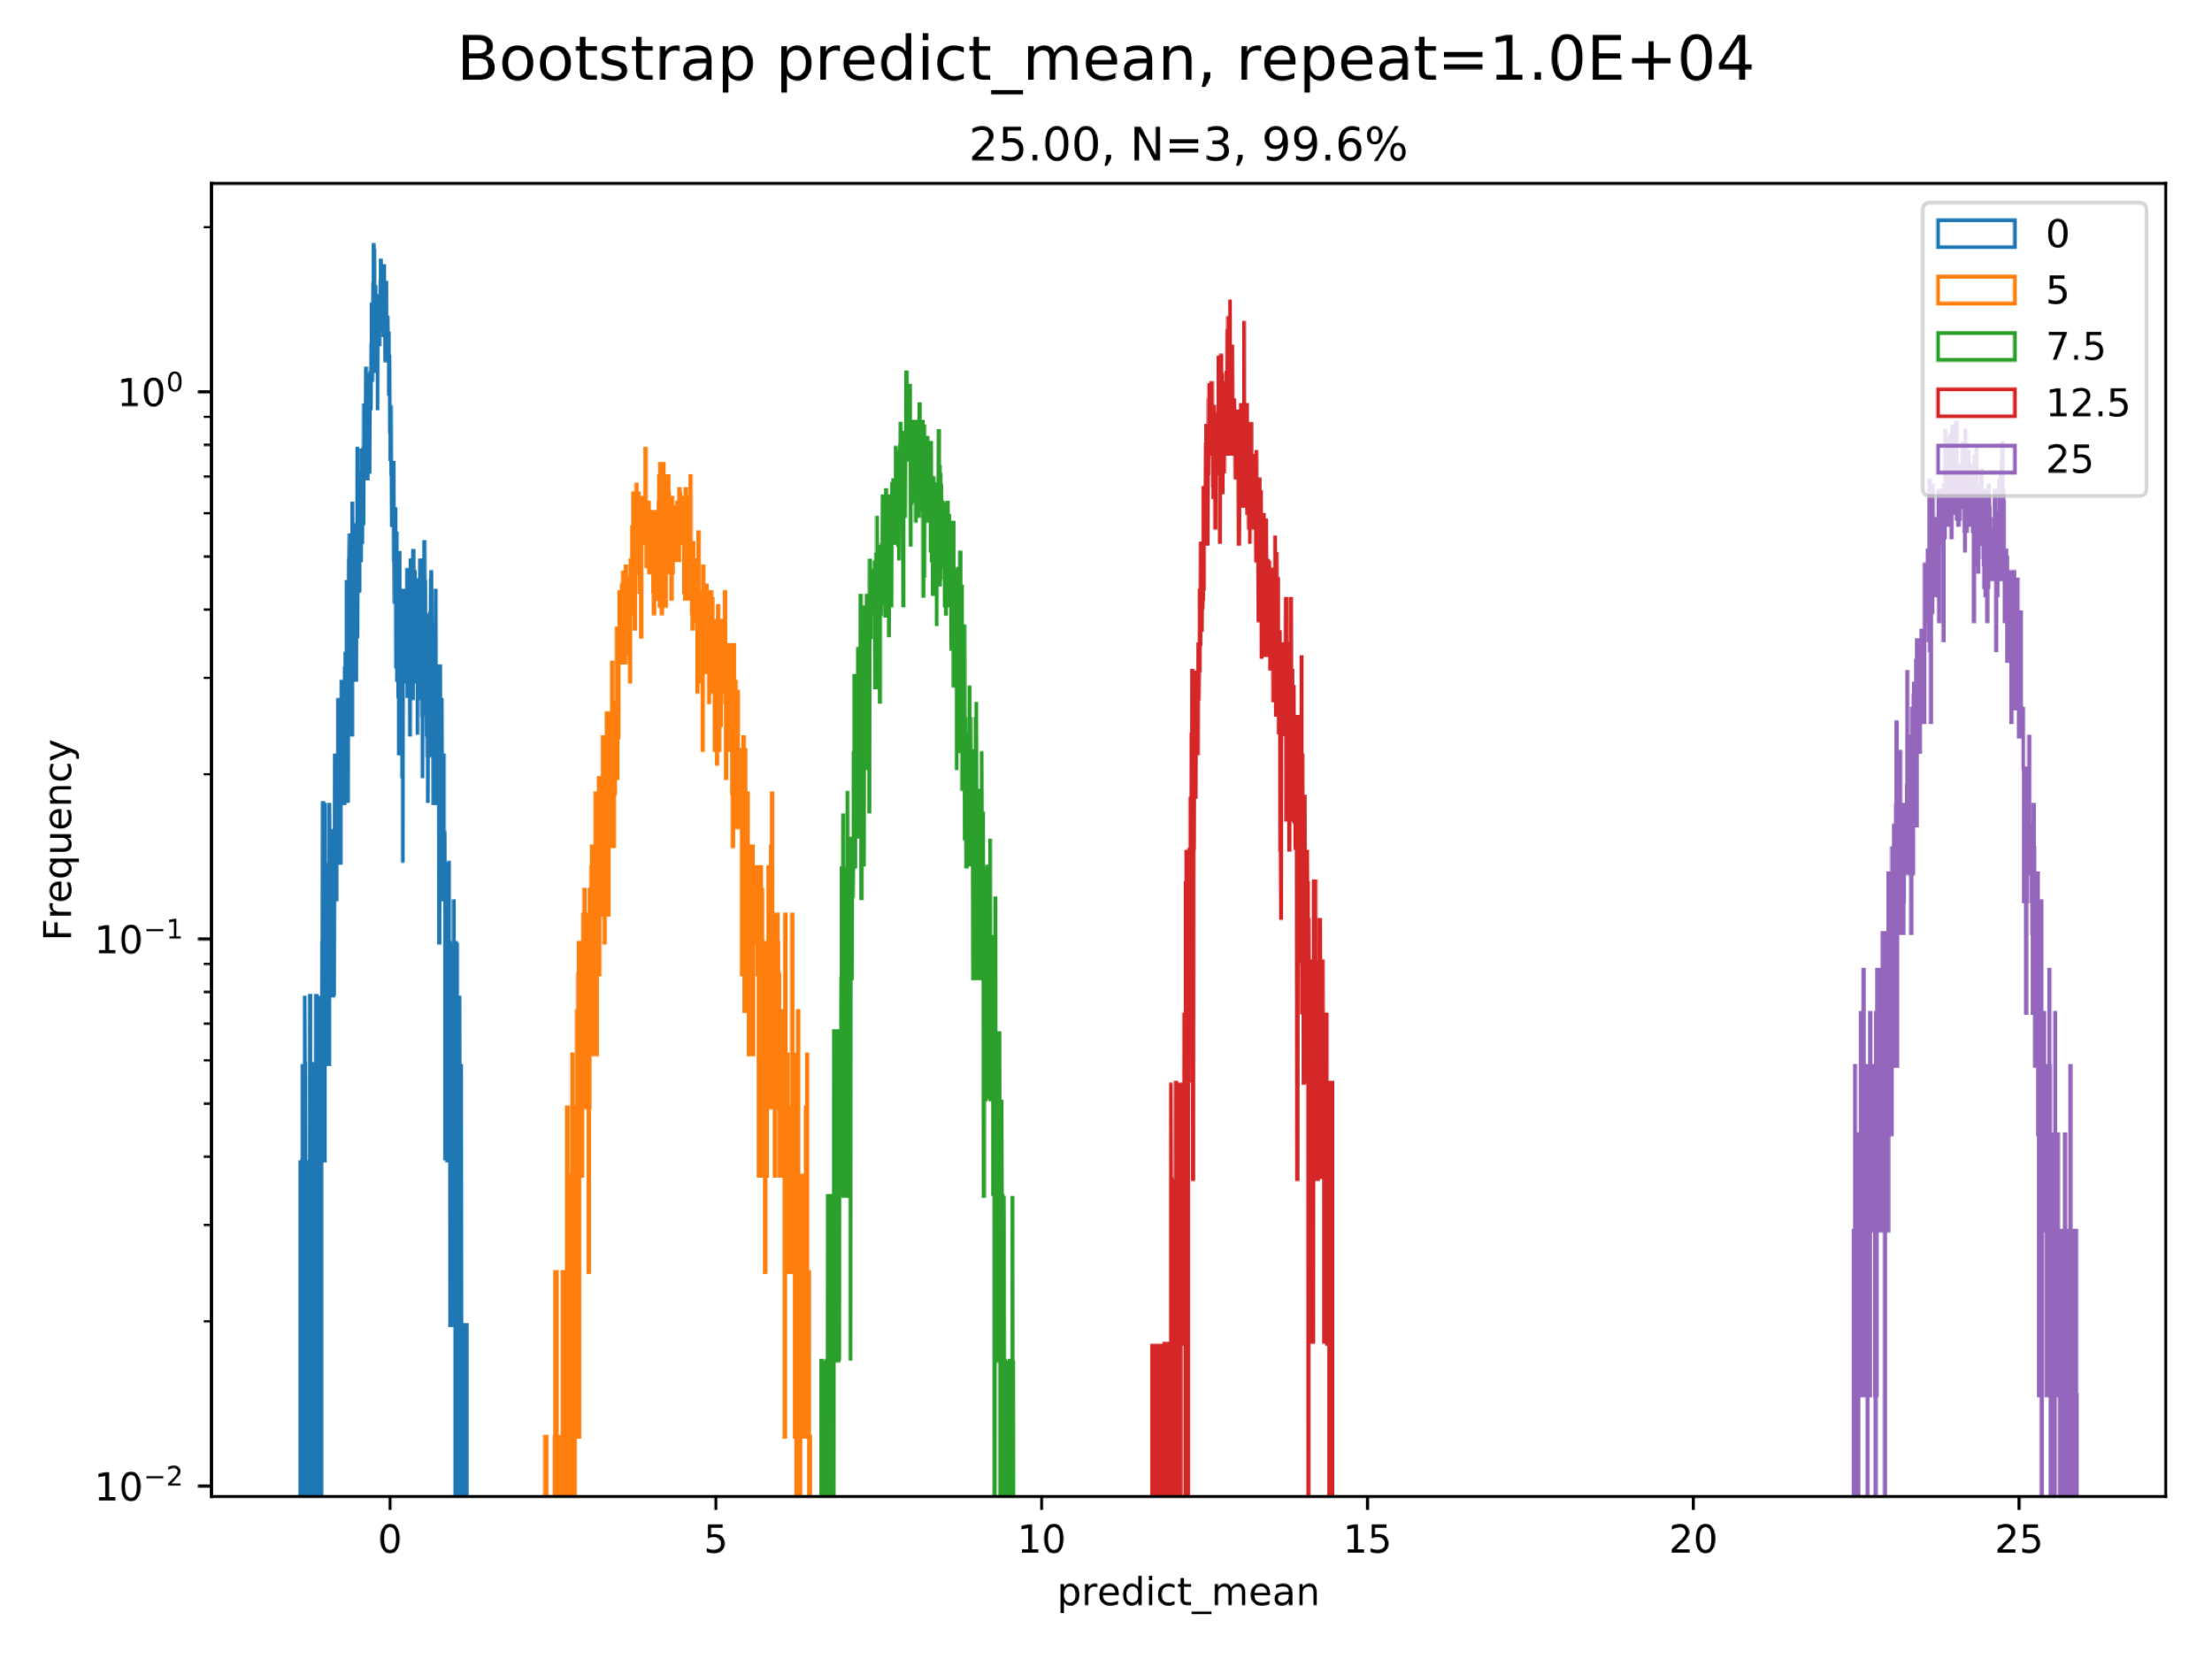 Bootstrap predict_mean, repeat=1.0E+04
25.00, N=3, 99.6%
0
5
7.5
12.5
25
Frequency
10⁰
10⁻¹
10⁻²
0 5 10 15 20 25
predict_mean